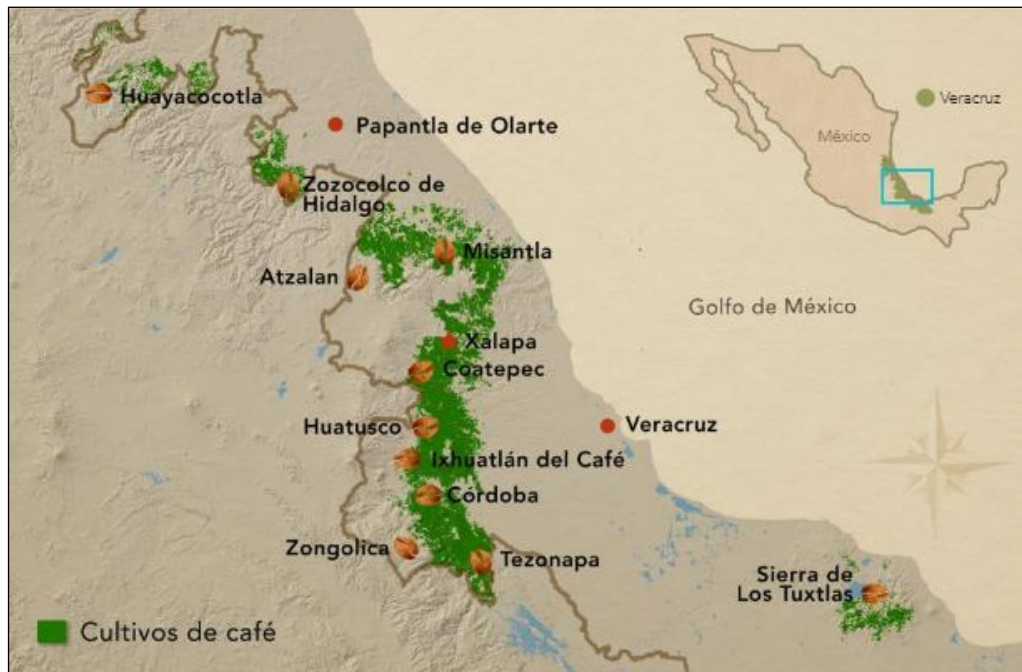 Huayacocotla
Papantla de Olarte
Zozocolco de
Hidalgo
Misantla
Atzalan
Xalapa
Coatepec
Huatusco
Veracruz
Ixhuatlán del Café
Córdoba
Zongolica
Tezonapa
Sierra de
Los Tuxtlas
Golfo de México
México
Veracruz
Cultivos de café